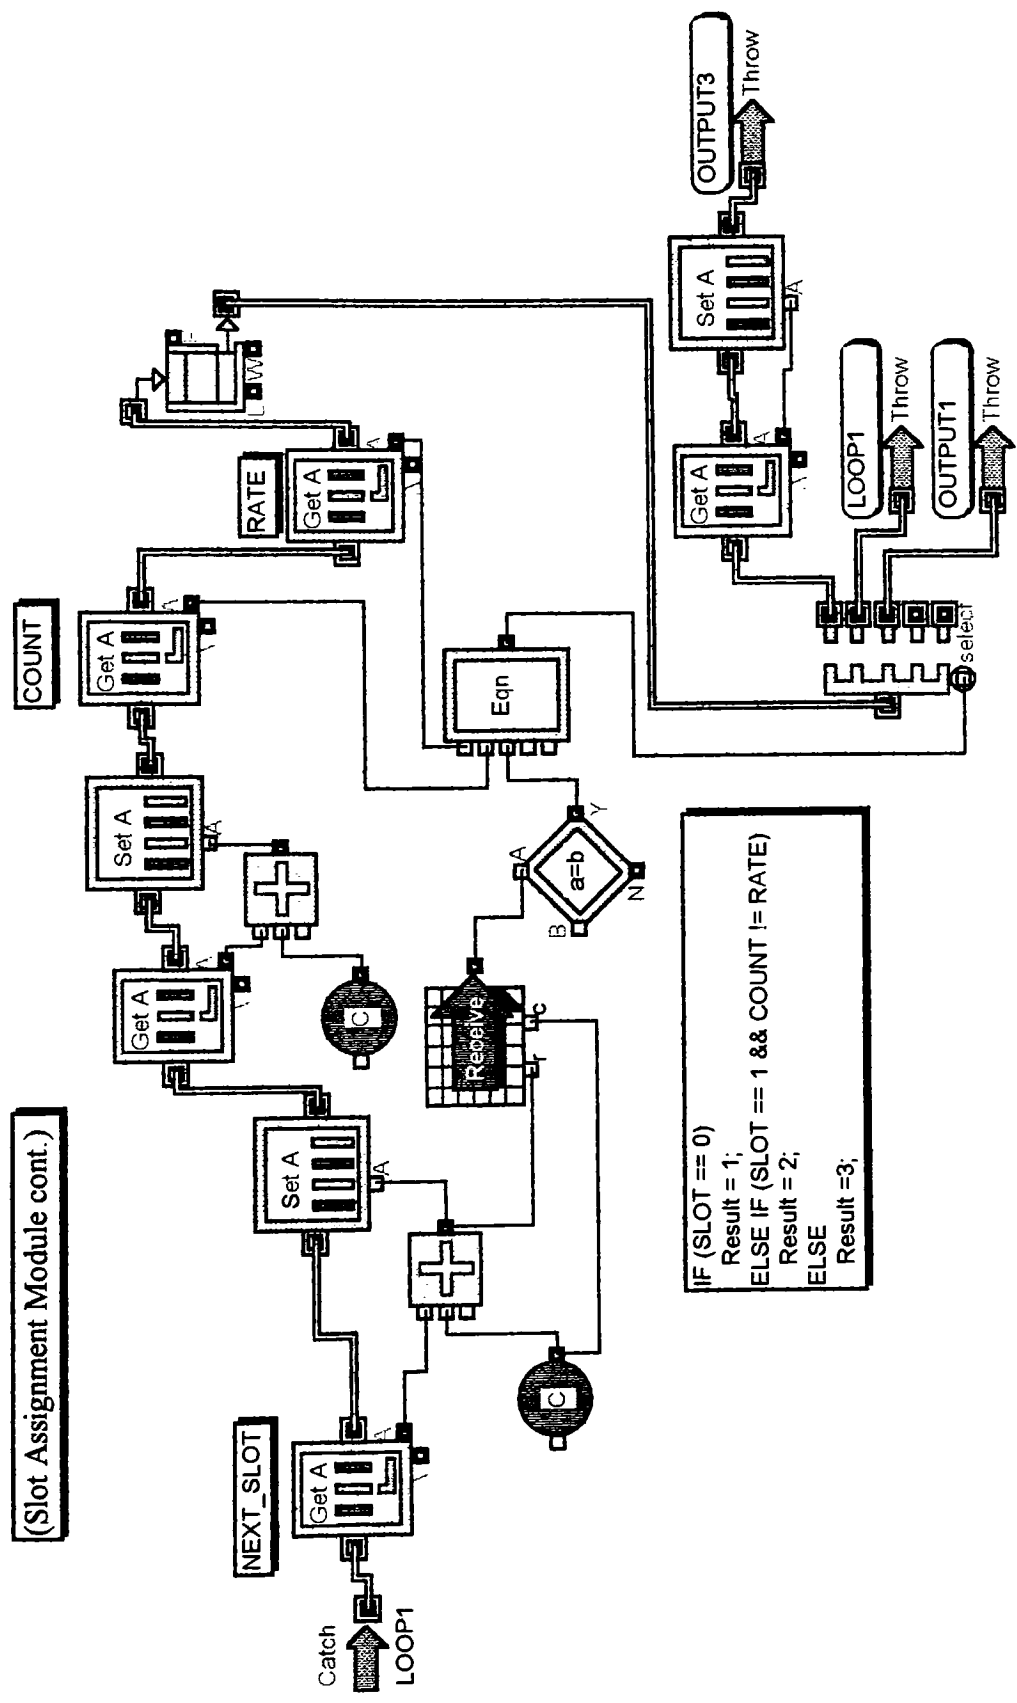 (Slot Assignment Module cont.)
Catch
LOOP1
NEXT_SLOT
Get A
A
C
Set A
A
Get A
A
C
Set A
A
COUNT
Get A
A
RATE
Get A
A
L W
F
Receive
r c
a=b
A
B
Y
N
Eqn
select
Get A
A
Set A
A
OUTPUT3
Throw
LOOP1
Throw
OUTPUT1
Throw
IF (SLOT == 0)
Result = 1;
ELSE IF (SLOT == 1 && COUNT != RATE)
Result = 2;
ELSE
Result =3;